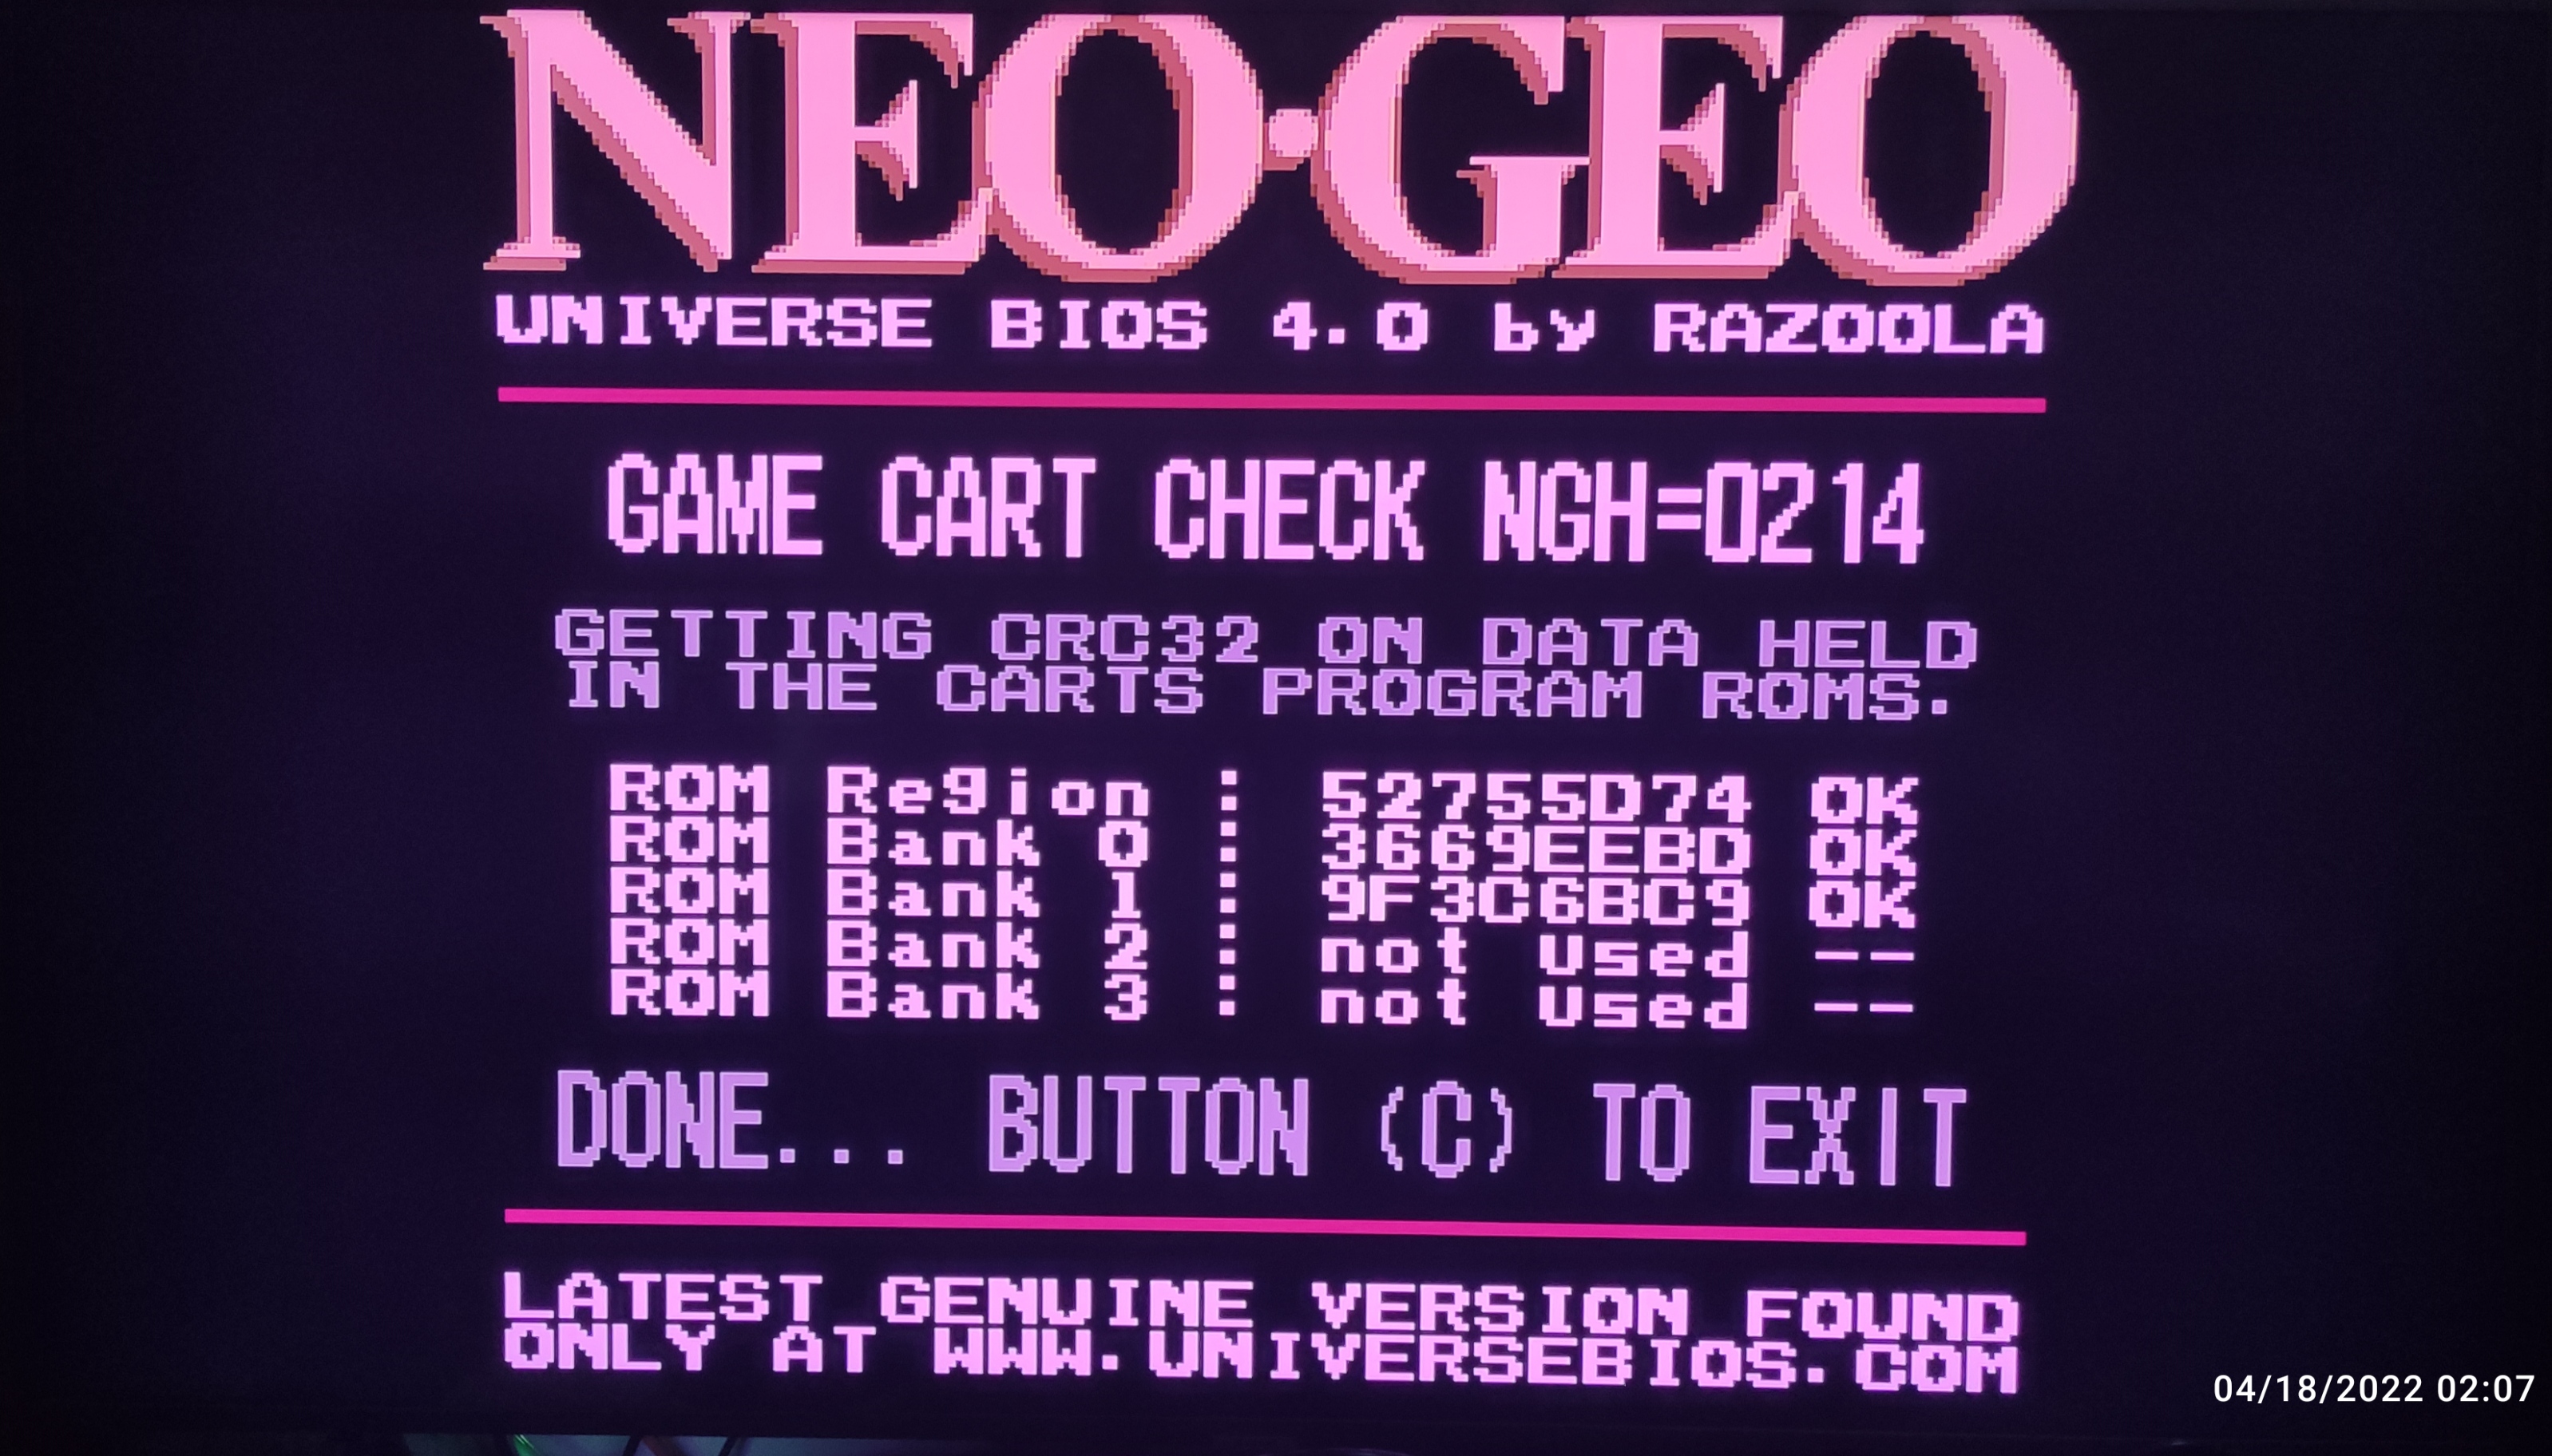 NEO·GEO
UNIVERSE BIOS 4.0 by RAZOOLA
GAME CART CHECK NGH=0214
GETTING CRC32 ON DATA HELD
IN THE CARTS PROGRAM ROMS.
ROM Region : 52755D74 OK
ROM Bank 0 : 3669EEBD OK
ROM Bank 1 : 9F3C6BC9 OK
ROM Bank 2 : not Used --
ROM Bank 3 : not Used --
DONE... BUTTON (C) TO EXIT
LATEST GENUINE VERSION FOUND
ONLY AT WWW.UNIVERSEBIOS.COM
04/18/2022 02:07